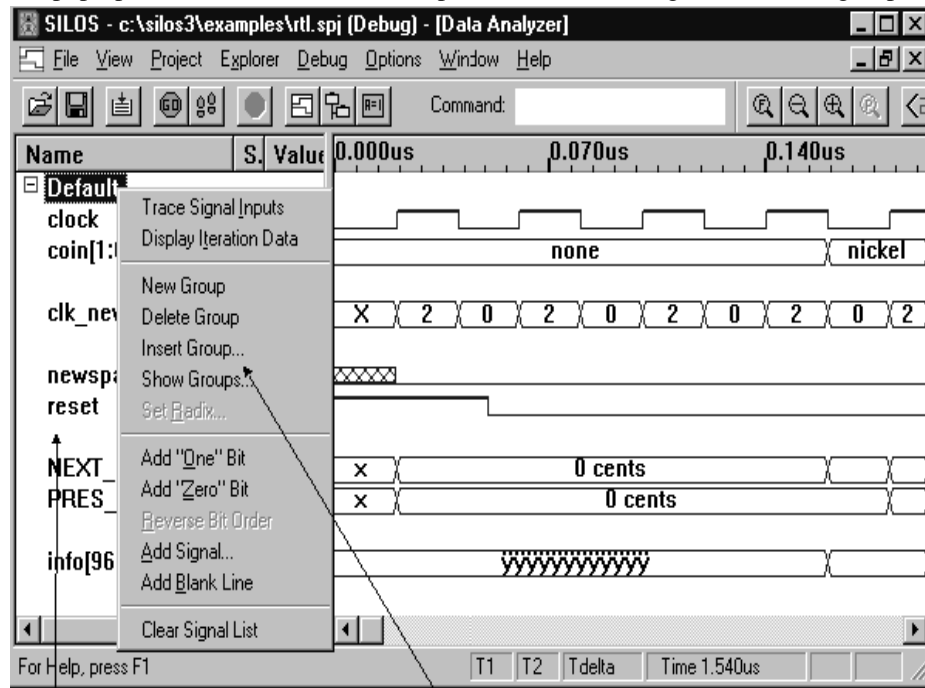 SILOS - c:\silos3\examples\rtl.spj (Debug) - [Data Analyzer]
File View Project Explorer Debug Options Window Help
GO Command:
Name S. Value 0.000us 0.070us 0.140us
Default
clock
coin[1: none nickel
clk_nev X 2 0 2 0 2 0 2 0 2
newspa
reset
NEXT_ x 0 cents
PRES_ x 0 cents
info[96 ÿÿÿÿÿÿÿÿÿÿÿÿ
Trace Signal Inputs
Display Iteration Data
New Group
Delete Group
Insert Group...
Show Groups...
Set Radix...
Add "One" Bit
Add "Zero" Bit
Reverse Bit Order
Add Signal...
Add Blank Line
Clear Signal List
For Help, press F1 T1 T2 Tdelta Time 1.540us